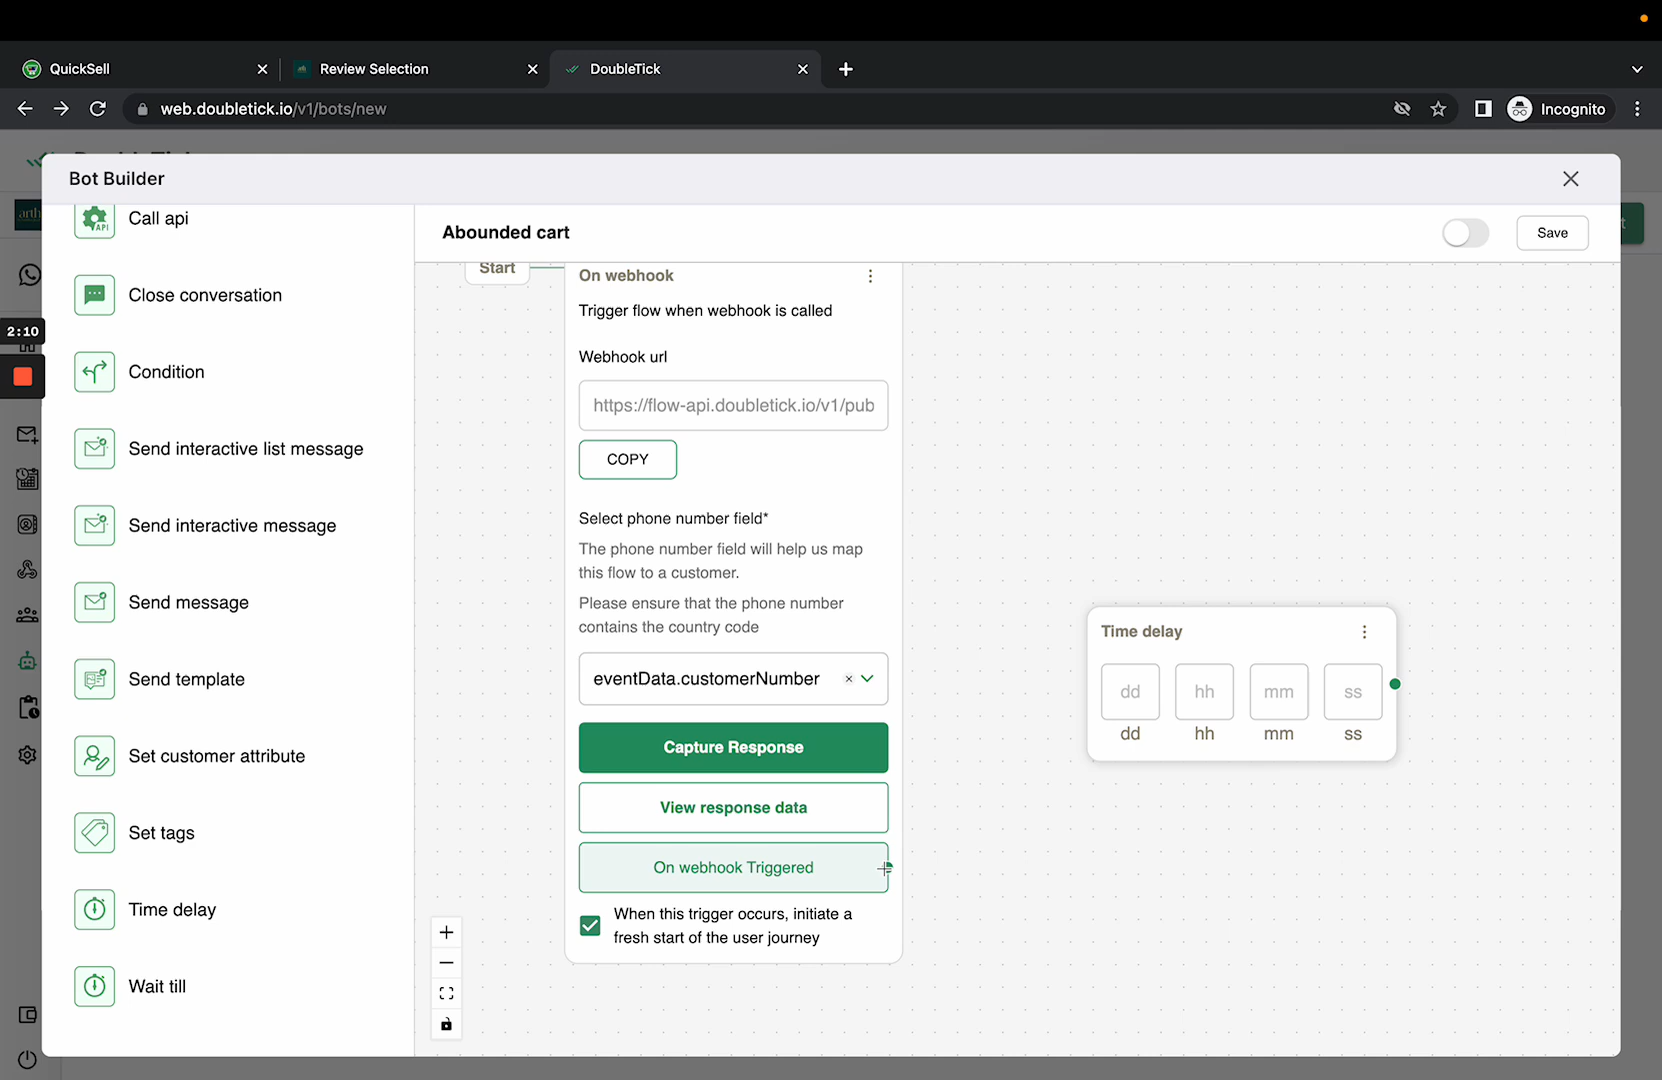 QuickSell
Review Selection
DoubleTick
web.doubletick.io/v1/bots/new
Incognito
Bot Builder
arth
Call api
API
Close conversation
2:10
Condition
Send interactive list message
Send interactive message
Send message
Send template
Set customer attribute
Set tags
Time delay
Wait till
Abounded cart
Save
Start
On webhook
Trigger flow when webhook is called
Webhook url
https://flow-api.doubletick.io/v1/pub
COPY
Select phone number field*
The phone number field will help us map
this flow to a customer.
Please ensure that the phone number
contains the country code
eventData.customerNumber
Capture Response
View response data
On webhook Triggered
When this trigger occurs, initiate a
fresh start of the user journey
Time delay
dd hh mm ss
dd hh mm ss